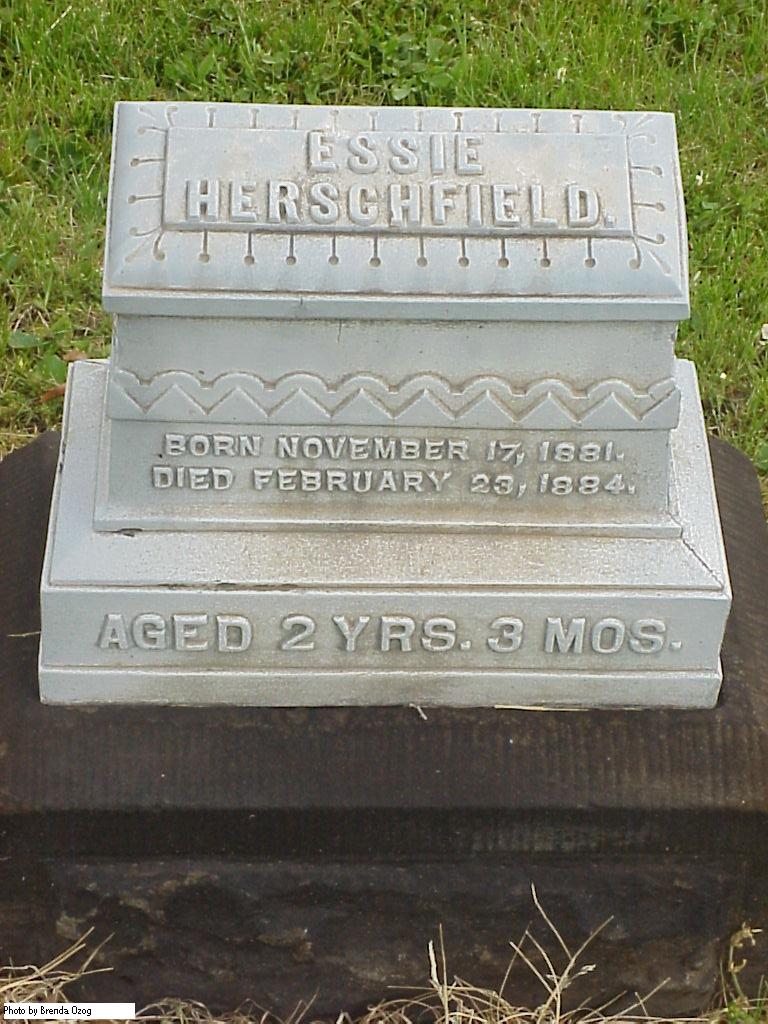 ESSIE
HERSCHFIELD.
BORN NOVEMBER 17, 1881.
DIED FEBRUARY 23, 1884.
AGED 2 YRS. 3 MOS.
Photo by Brenda Ozog